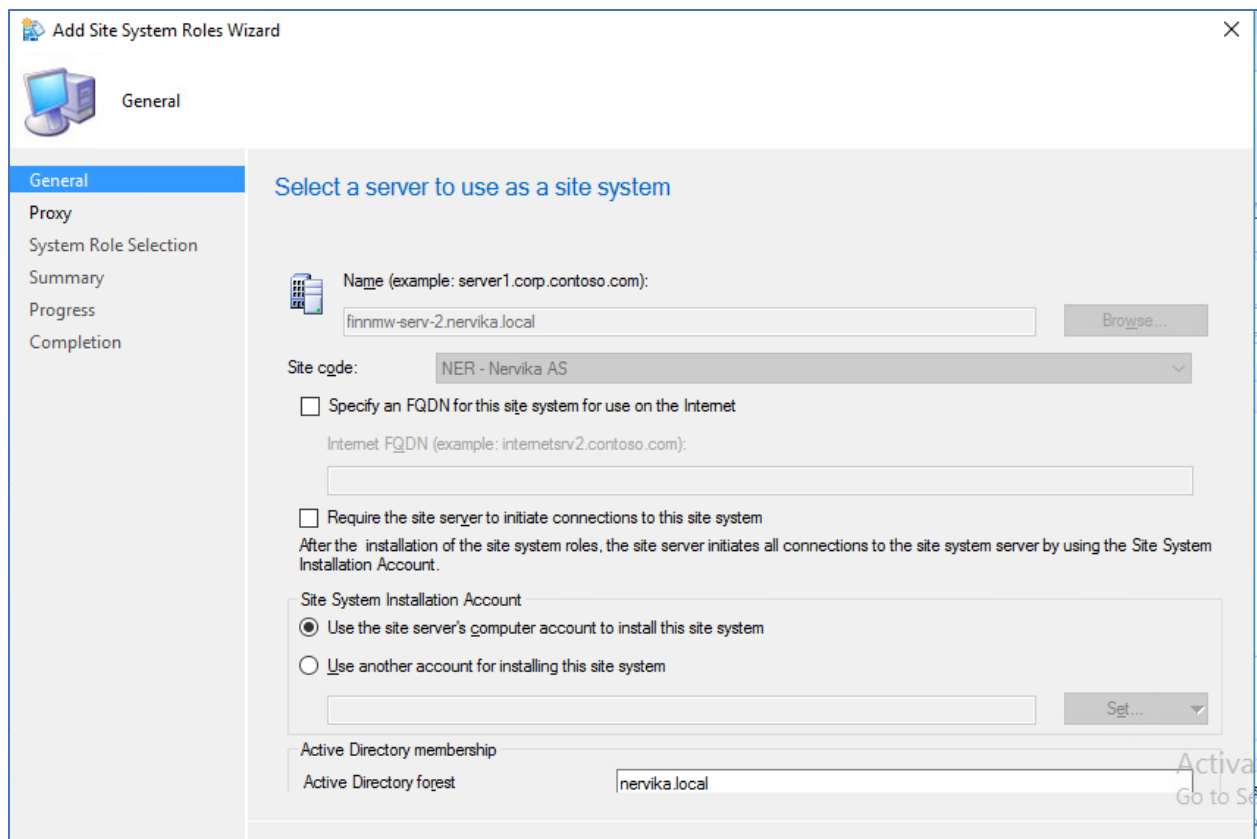 Add Site System Roles Wizard
General
General
Proxy
System Role Selection
Summary
Progress
Completion
Select a server to use as a site system
Name (example: server1.corp.contoso.com):
finnmw-serv-2.nervika.local
Browse...
Site code:
NER - Nervika AS
Specify an FQDN for this site system for use on the Internet
Internet FQDN (example: internetsrv2.contoso.com):
Require the site server to initiate connections to this site system
After the installation of the site system roles, the site server initiates all connections to the site system server by using the Site System
Installation Account.
Site System Installation Account
Use the site server's computer account to install this site system
Use another account for installing this site system
Set...
Active Directory membership
Active Directory forest
nervika.local
Activa
Go to Se